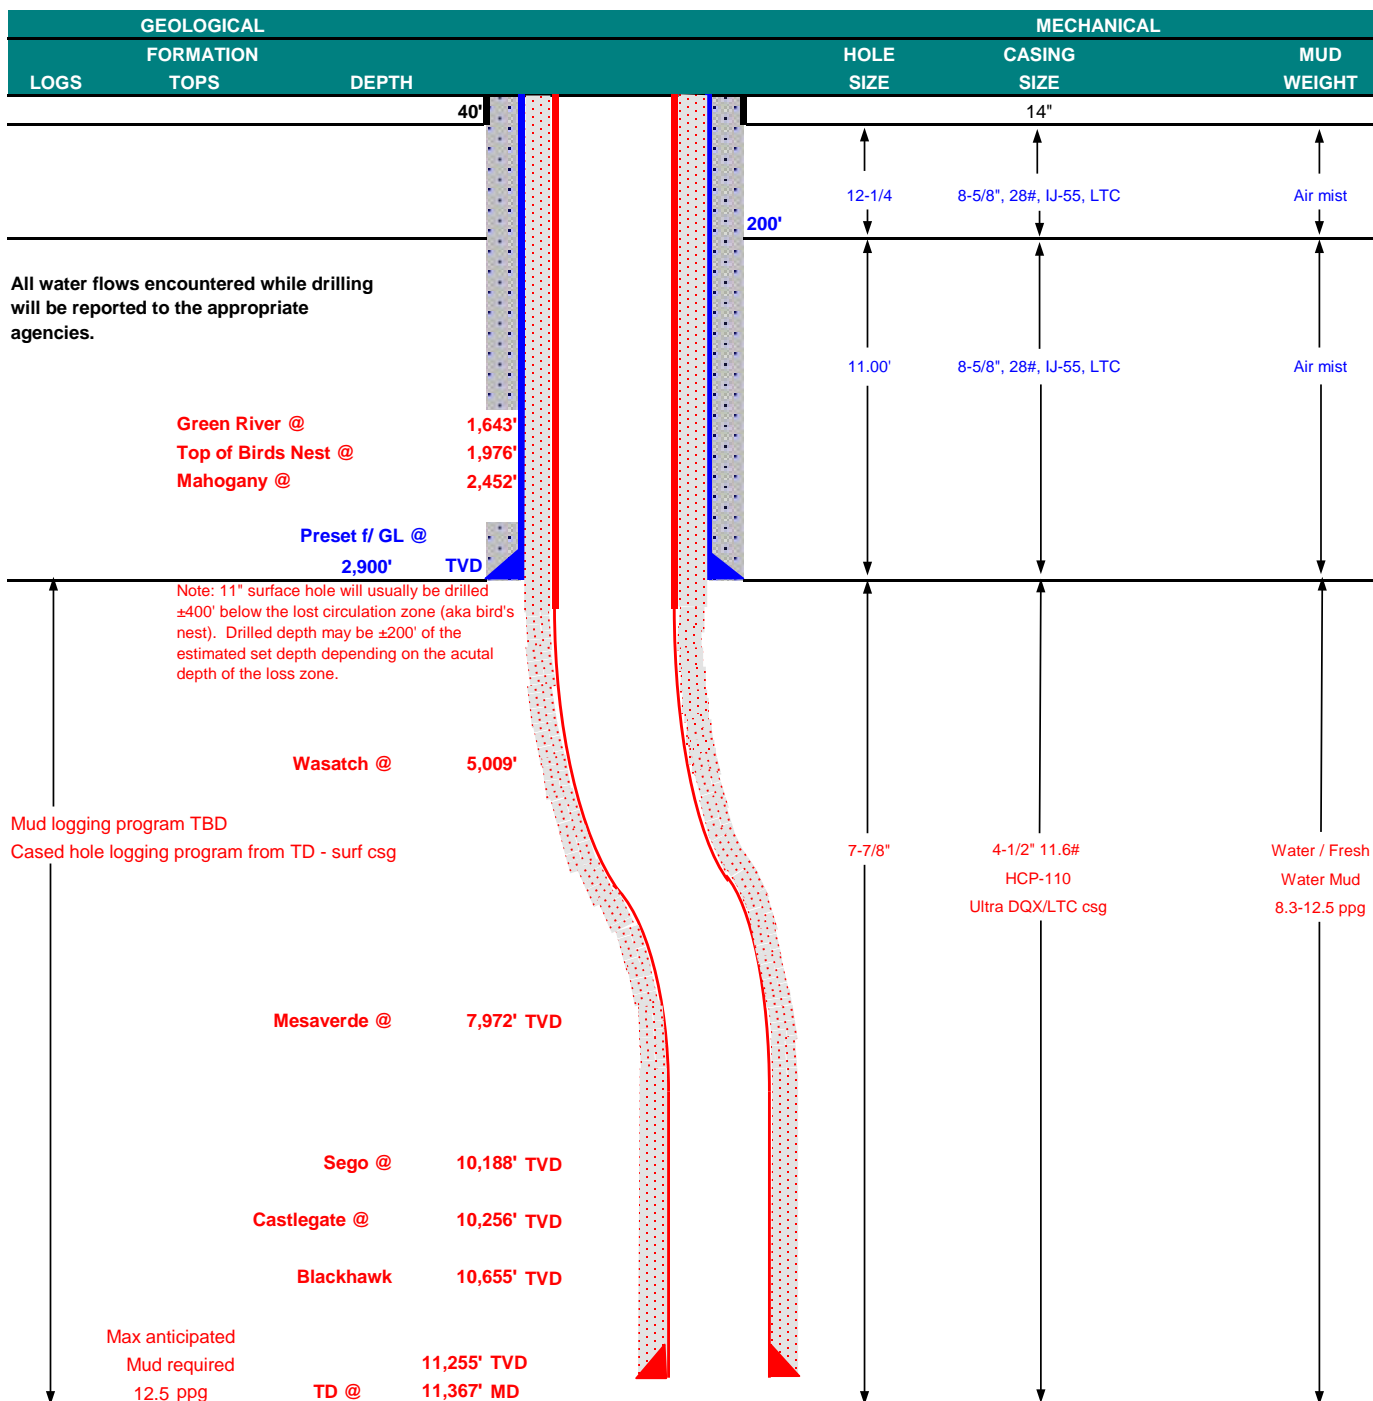 GEOLOGICAL MECHANICAL
FORMATION HOLE CASING MUD
LOGS TOPS DEPTH SIZE SIZE WEIGHT
40' 14"
12-1/4 8-5/8", 28#, IJ-55, LTC Air mist
200'
All water flows encountered while drilling
will be reported to the appropriate
agencies.
11.00' 8-5/8", 28#, IJ-55, LTC Air mist
Green River @ 1,643'
Top of Birds Nest @ 1,976'
Mahogany @ 2,452'
Preset f/ GL @
2,900' TVD
Note: 11" surface hole will usually be drilled
±400' below the lost circulation zone (aka bird's
nest). Drilled depth may be ±200' of the
estimated set depth depending on the acutal
depth of the loss zone.
Wasatch @ 5,009'
Mud logging program TBD
Cased hole logging program from TD - surf csg
7-7/8" 4-1/2" 11.6# Water / Fresh
HCP-110 Water Mud
Ultra DQX/LTC csg 8.3-12.5 ppg
Mesaverde @ 7,972' TVD
Sego @ 10,188' TVD
Castlegate @ 10,256' TVD
Blackhawk 10,655' TVD
Max anticipated
Mud required 11,255' TVD
12.5 ppg TD @ 11,367' MD